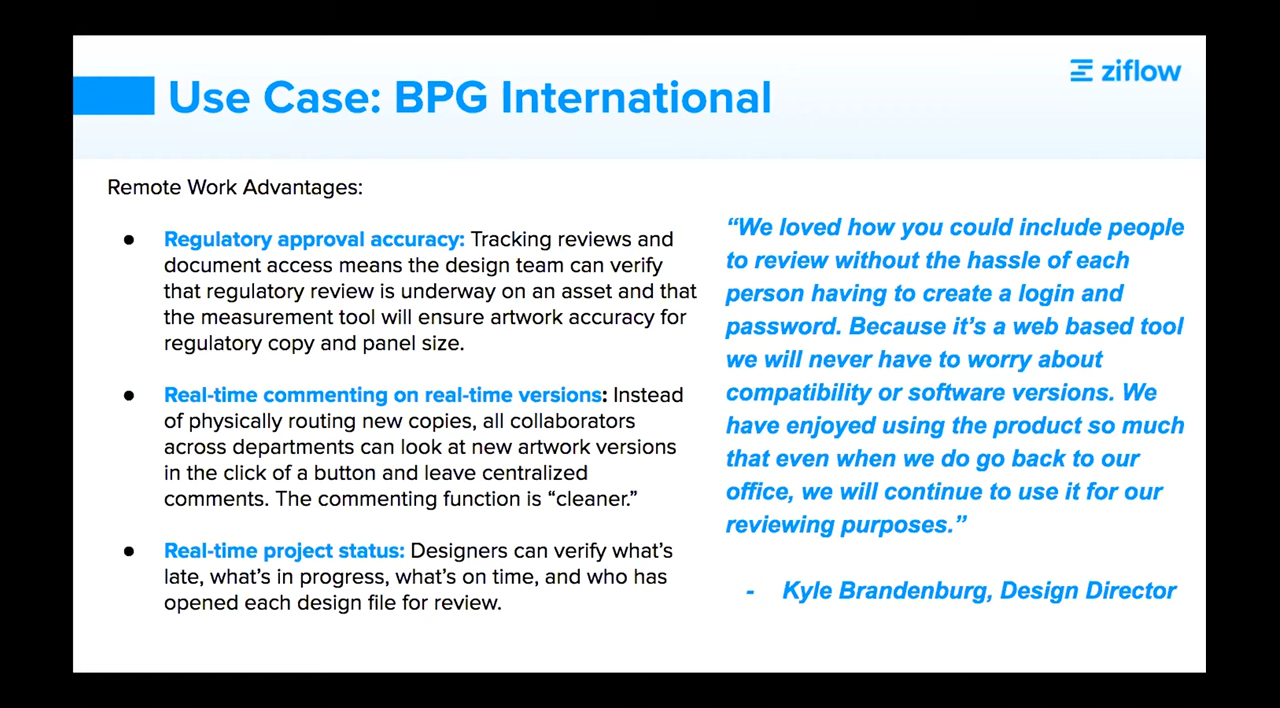 ziflow
Use Case: BPG International
Remote Work Advantages:
● Regulatory approval accuracy: Tracking reviews and
document access means the design team can verify
that regulatory review is underway on an asset and that
the measurement tool will ensure artwork accuracy for
regulatory copy and panel size.
● Real-time commenting on real-time versions: Instead
of physically routing new copies, all collaborators
across departments can look at new artwork versions
in the click of a button and leave centralized
comments. The commenting function is “cleaner.”
● Real-time project status: Designers can verify what’s
late, what’s in progress, what’s on time, and who has
opened each design file for review.
“We loved how you could include people
to review without the hassle of each
person having to create a login and
password. Because it’s a web based tool
we will never have to worry about
compatibility or software versions. We
have enjoyed using the product so much
that even when we do go back to our
office, we will continue to use it for our
reviewing purposes.”
- Kyle Brandenburg, Design Director